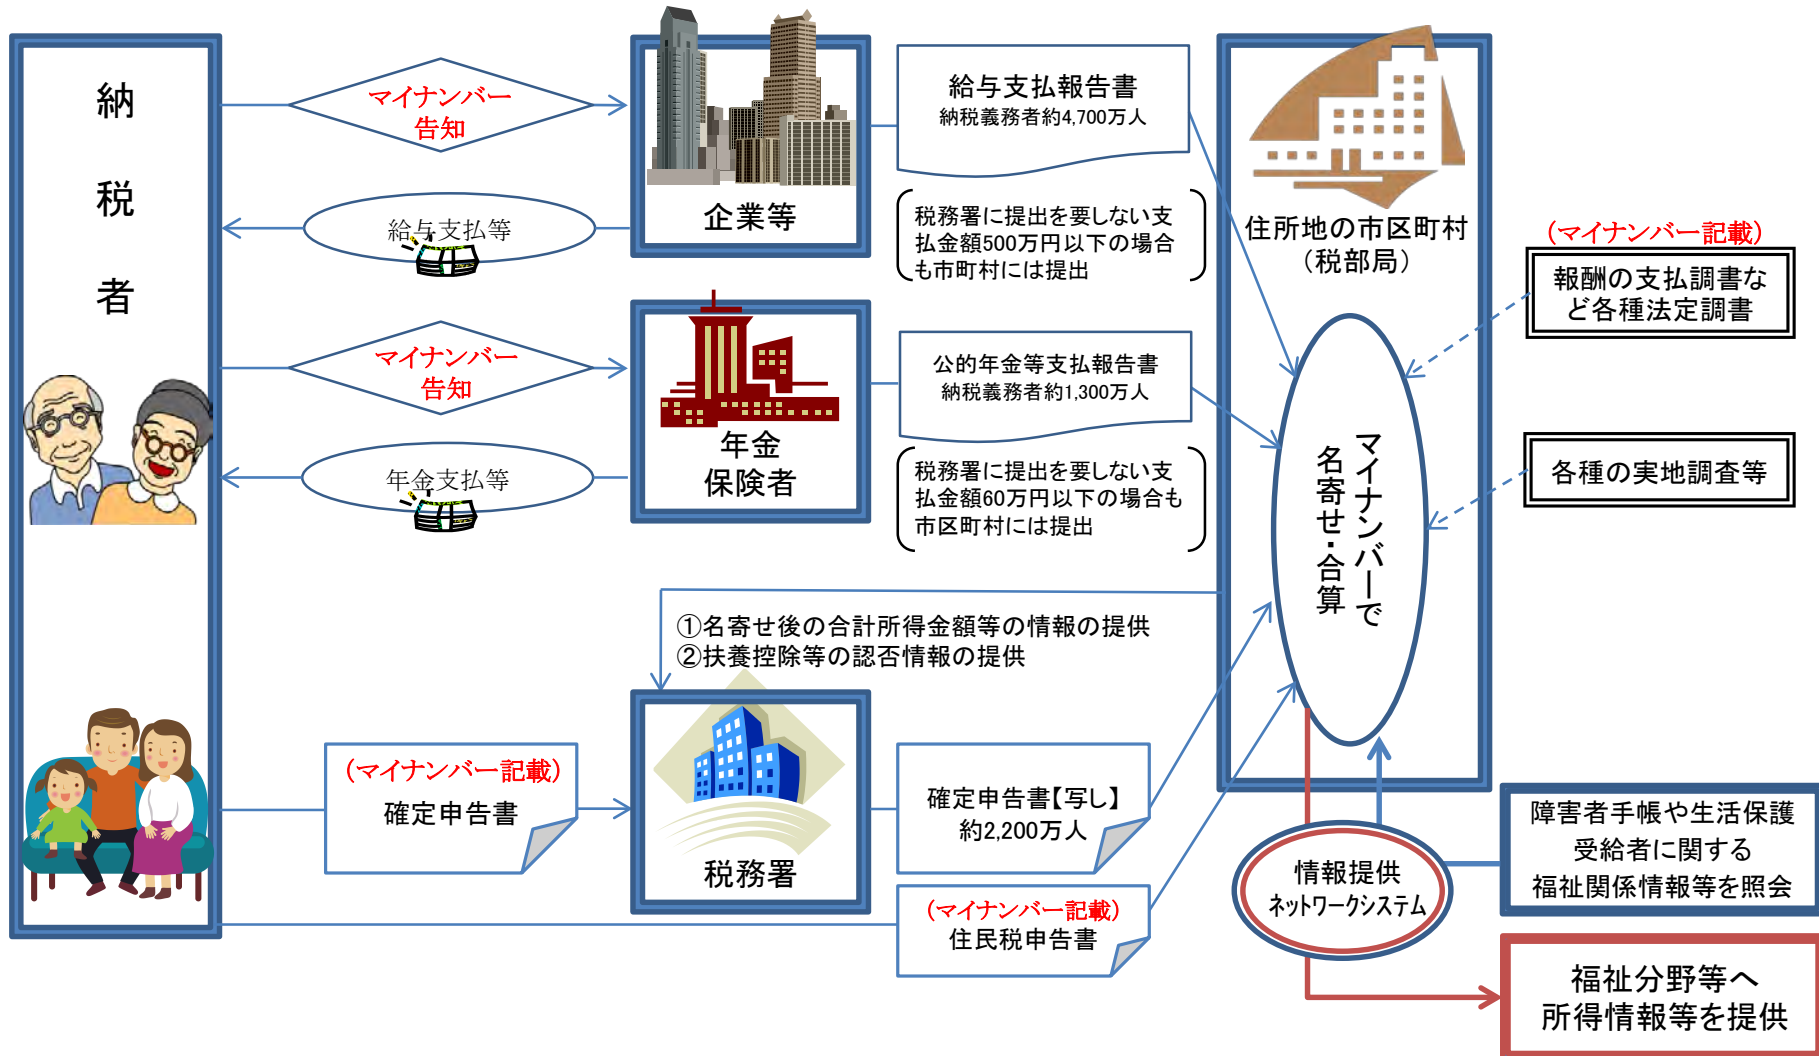 納
税
者
マイナンバー
告知
企業等
給与支払等
給与支払報告書
納税義務者約4,700万人
税務署に提出を要しない支
払金額500万円以下の場合
も市町村には提出
マイナンバー
告知
年金
保険者
年金支払等
公的年金等支払報告書
納税義務者約1,300万人
税務署に提出を要しない支
払金額60万円以下の場合も
市区町村には提出
住所地の市区町村
（税部局）
マイナンバーで
名寄せ・合算
（マイナンバー記載）
報酬の支払調書な
ど各種法定調書
各種の実地調査等
①名寄せ後の合計所得金額等の情報の提供
②扶養控除等の認否情報の提供
（マイナンバー記載）
確定申告書
税務署
確定申告書【写し】
約2,200万人
（マイナンバー記載）
住民税申告書
情報提供
ネットワークシステム
障害者手帳や生活保護
受給者に関する
福祉関係情報等を照会
福祉分野等へ
所得情報等を提供